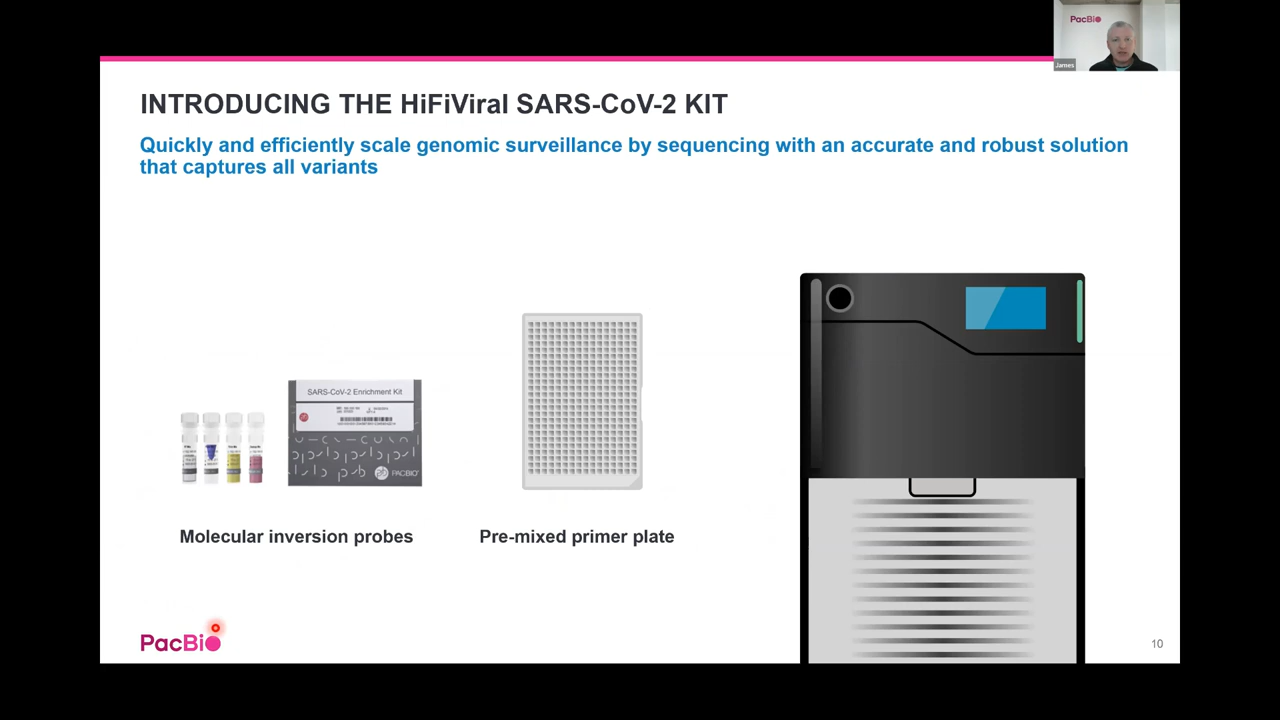 PacBio
James
INTRODUCING THE HiFiViral SARS-CoV-2 KIT
Quickly and efficiently scale genomic surveillance by sequencing with an accurate and robust solution
that captures all variants
SARS-CoV-2 Enrichment Kit
PACBIO
Molecular inversion probes
Pre-mixed primer plate
PacBio
10